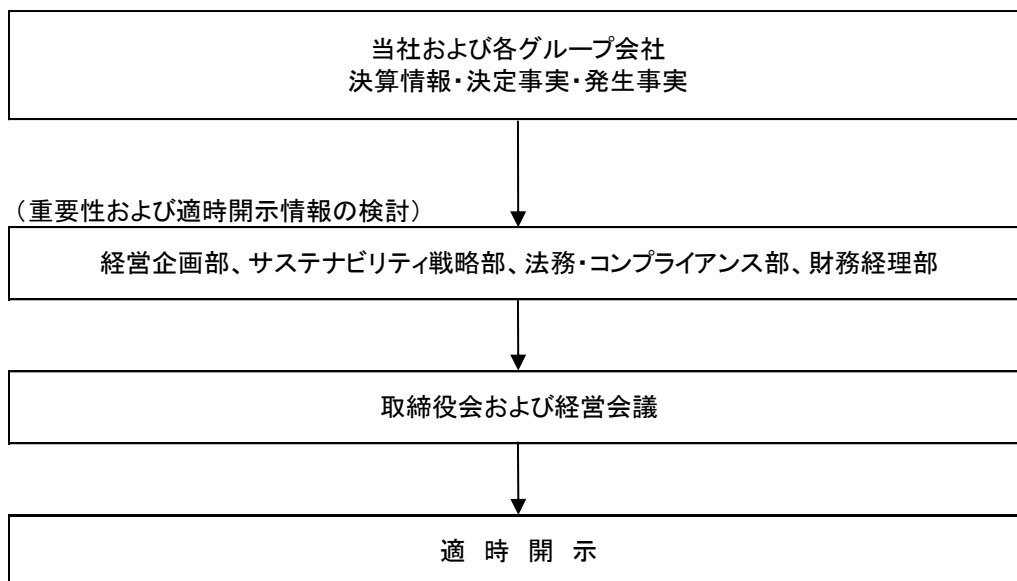 当社および各グループ会社
決算情報・決定事実・発生事実
（重要性および適時開示情報の検討）
経営企画部、サステナビリティ戦略部、法務・コンプライアンス部、財務経理部
取締役会および経営会議
適 時 開 示